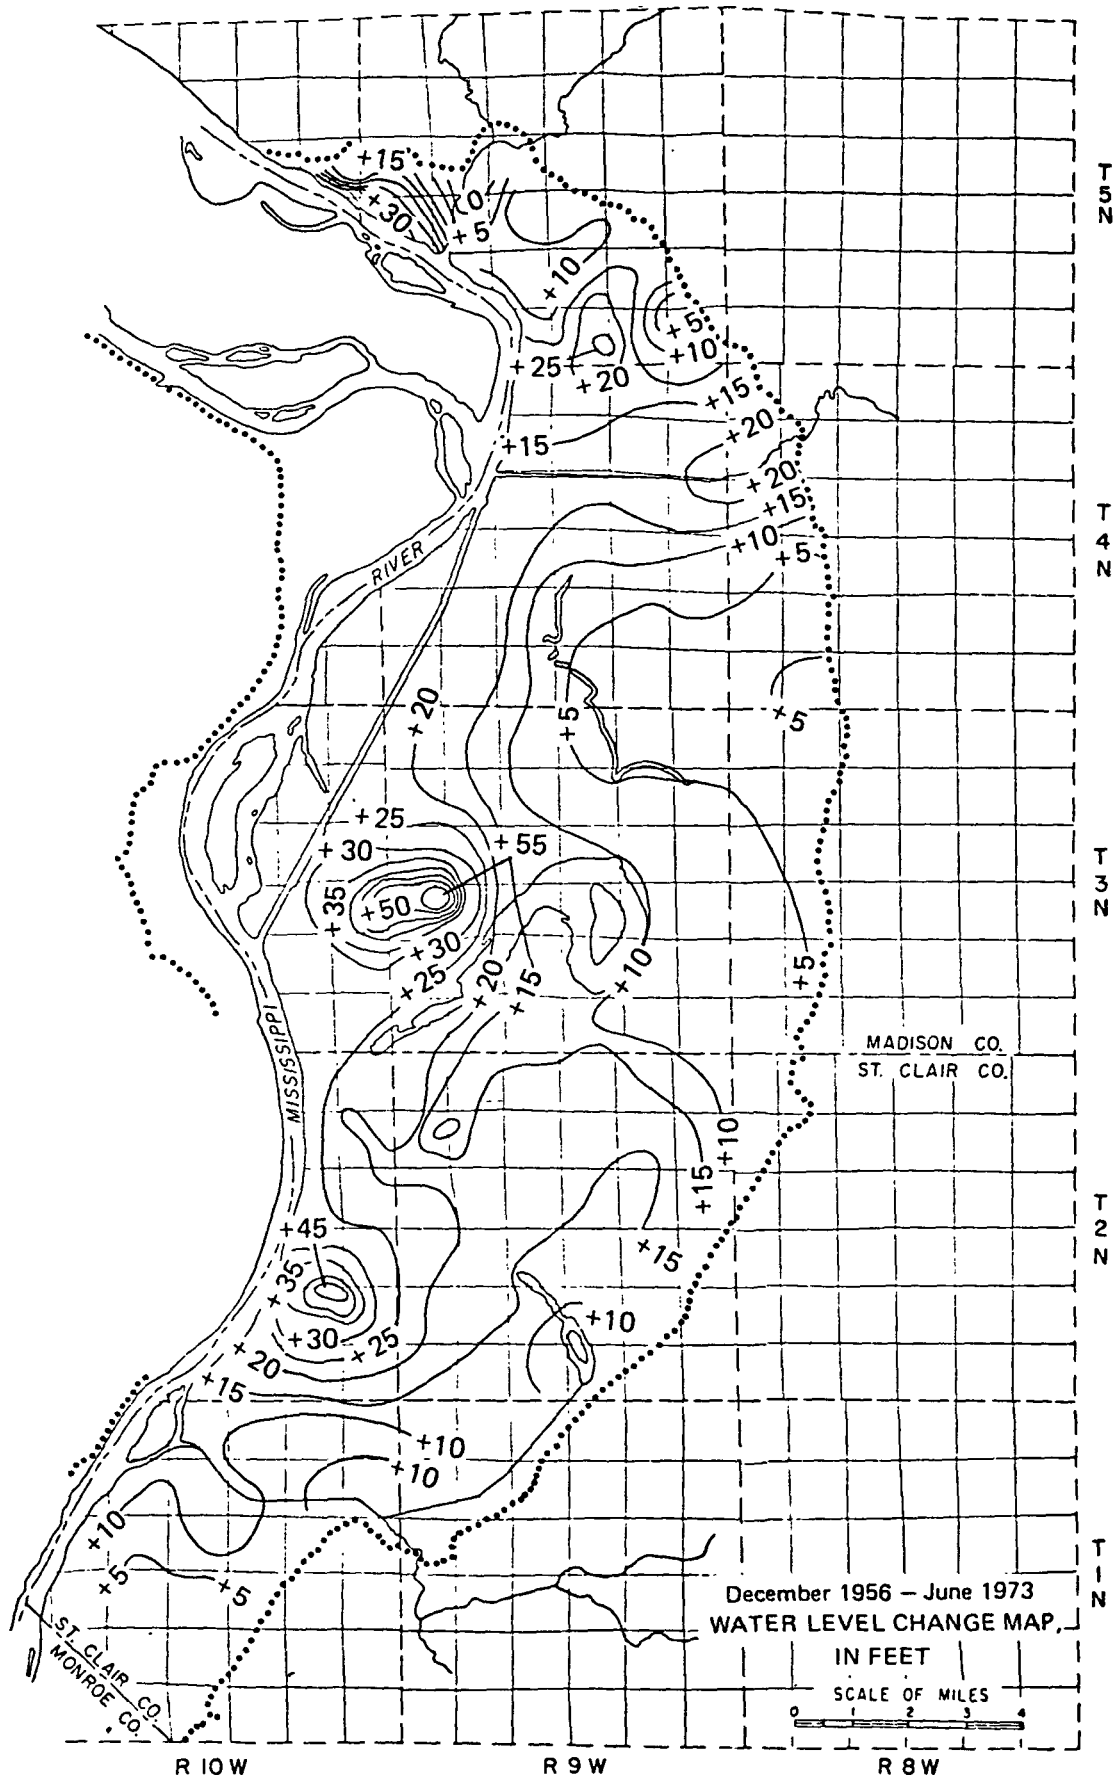 +15
T
5
N
0
+30
+5
+10
+5
+10
+25
+20
+15
+20
+15
+20
+15
+10
+5
T
4
N
RIVER
+20
+5
+5
+25
+30
+55
+35
+50
T
3
N
+30
+25
+20
+15
+10
+5
MISSISSIPPI
MADISON CO.
ST. CLAIR CO.
+10
+15
T
2
N
+45
+15
+35
+10
+30
+25
+20
+15
+10
+10
+10
T
1
N
+5
+5
December 1956 – June 1973
WATER LEVEL CHANGE MAP,
IN FEET
SCALE OF MILES
0 1 2 3 4
ST. CLAIR CO.
MONROE CO.
R 10 W
R 9 W
R 8 W